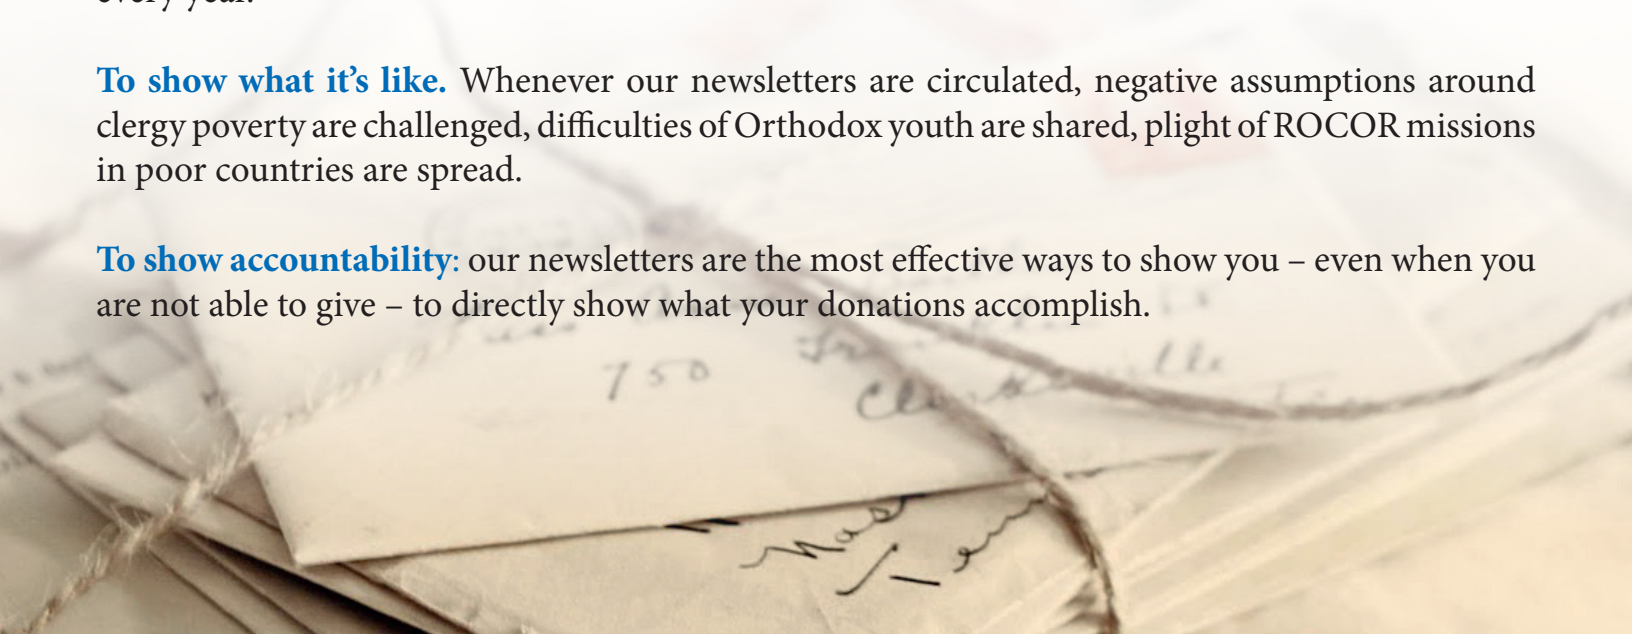 every year.
To show what it's like. Whenever our newsletters are circulated, negative assumptions around
clergy poverty are challenged, difficulties of Orthodox youth are shared, plight of ROCOR missions
in poor countries are spread.
To show accountability: our newsletters are the most effective ways to show you – even when you
are not able to give – to directly show what your donations accomplish.
750